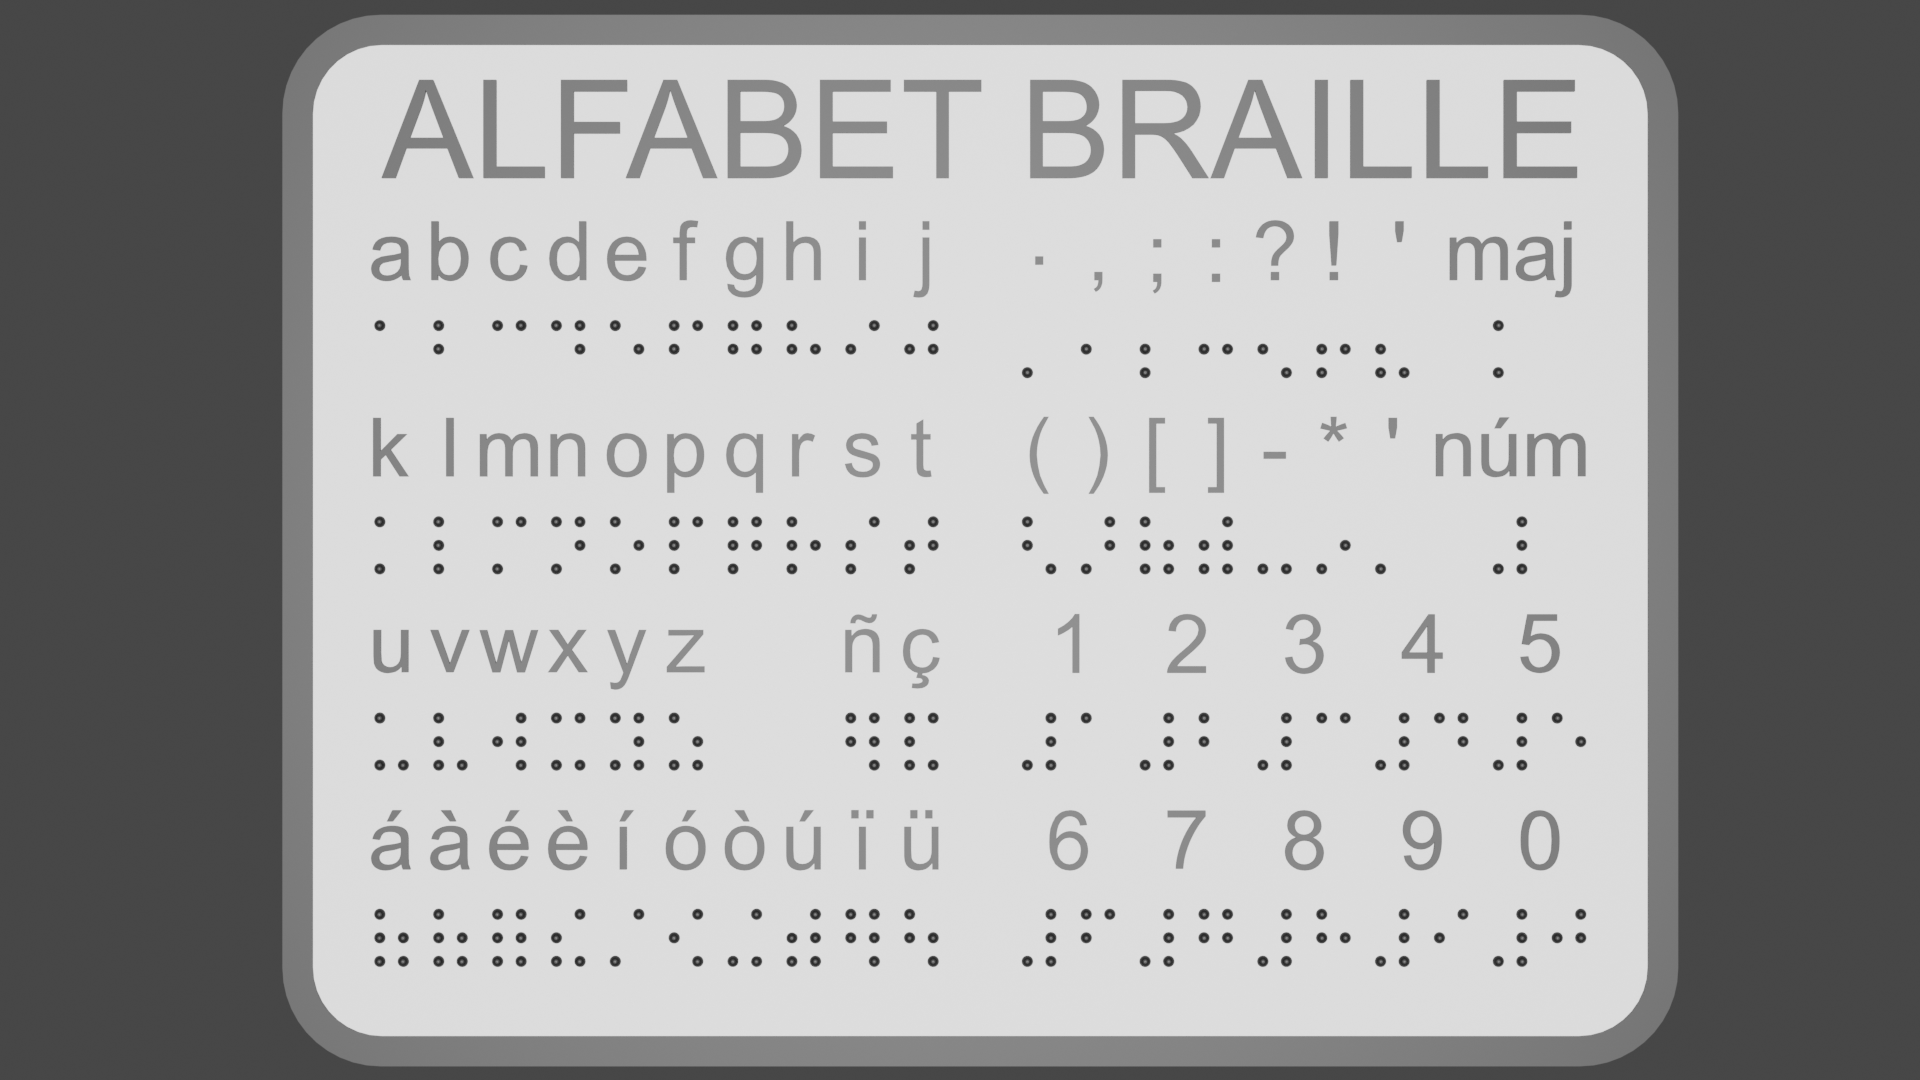 ALFABET BRAILLE
a b c d e f g h i j . , ; : ? ! ' maj
⠁ ⠃ ⠉ ⠙ ⠑ ⠋ ⠛ ⠓ ⠊ ⠚ ⠄ ⠂ ⠆ ⠒ ⠢ ⠖ ⠦ ⠅
k l m n o p q r s t ( ) [ ] - * ' núm
⠅ ⠇ ⠍ ⠝ ⠕ ⠏ ⠟ ⠗ ⠎ ⠞ ⠣ ⠜ ⠷ ⠾ ⠤ ⠔ ⠄ ⠼
u v w x y z ñ ç 1 2 3 4 5
⠥ ⠧ ⠺ ⠭ ⠽ ⠵ ⠻ ⠯ ⠼⠁ ⠼⠃ ⠼⠉ ⠼⠙ ⠼⠑
á à é è í ó ò ú ï ü 6 7 8 9 0
⠷ ⠷ ⠿ ⠮ ⠌ ⠪ ⠬ ⠾ ⠻ ⠳ ⠼⠋ ⠼⠛ ⠼⠓ ⠼⠊ ⠼⠚